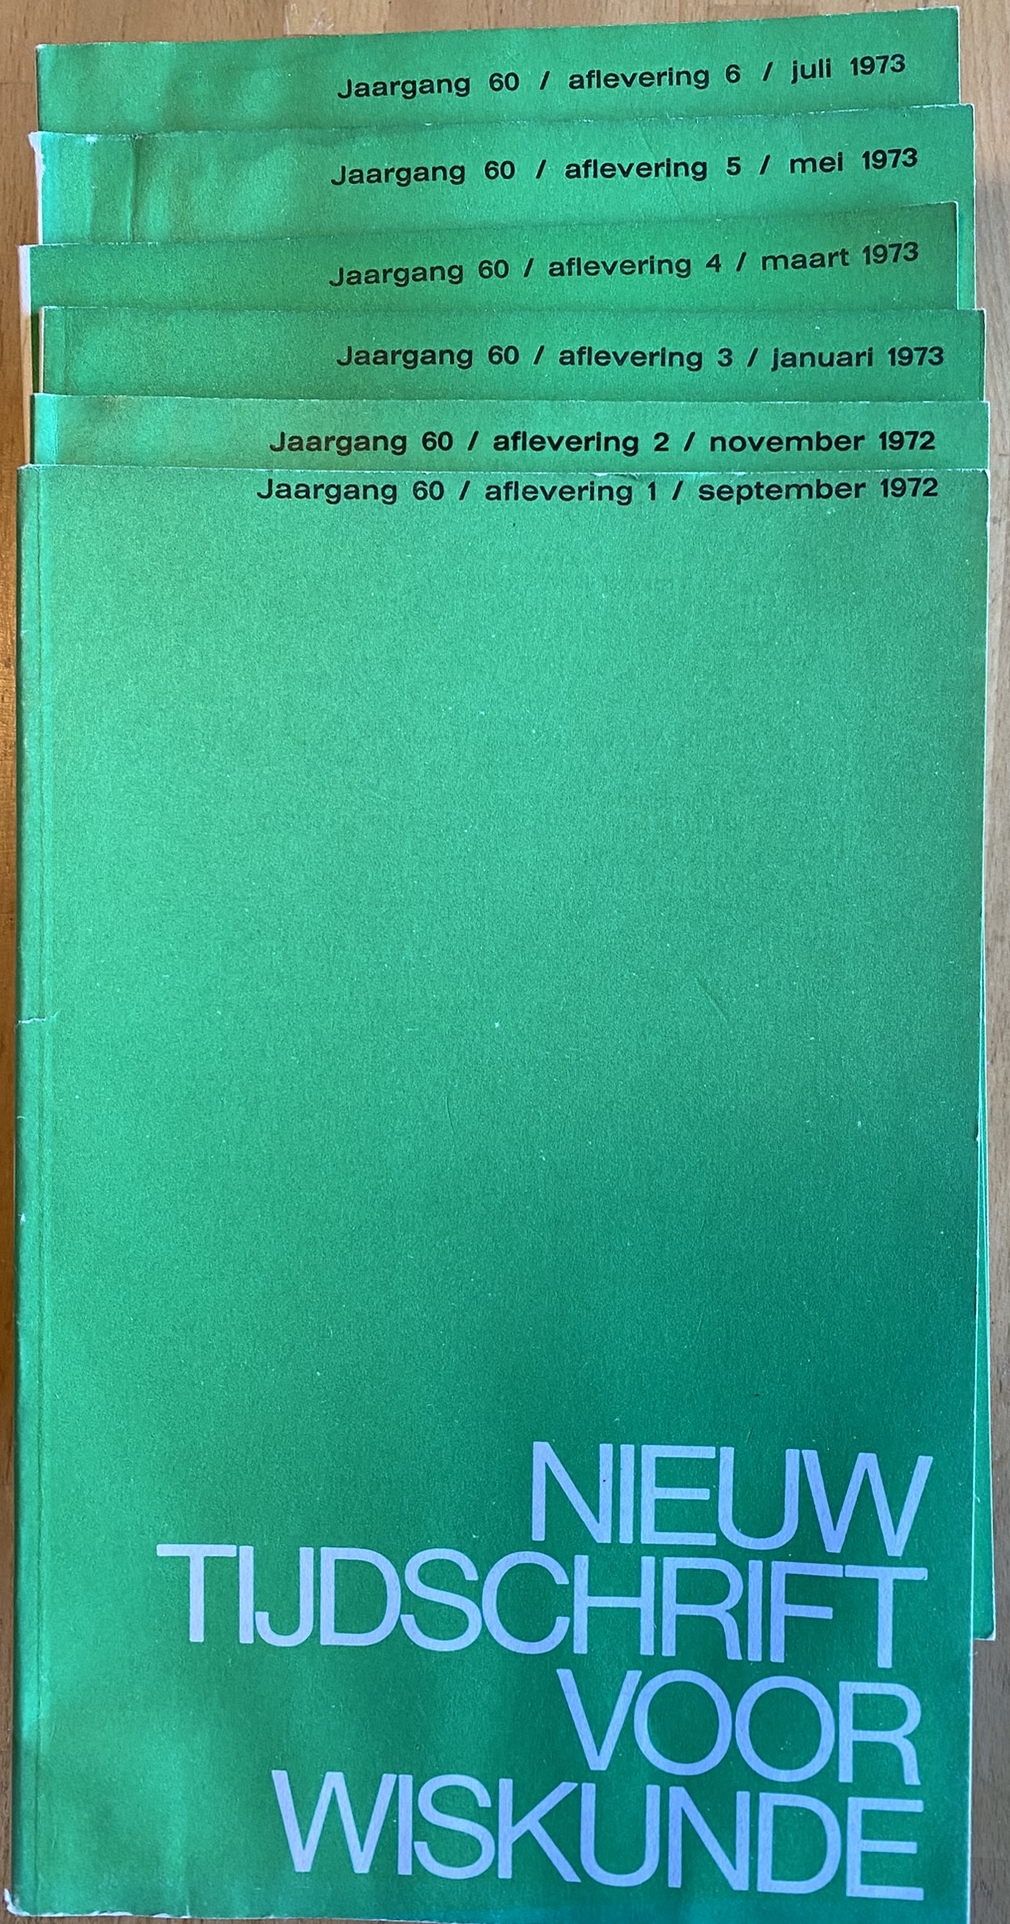 Jaargang 60 / aflevering 6 / juli 1973
Jaargang 60 / aflevering 5 / mei 1973
Jaargang 60 / aflevering 4 / maart 1973
Jaargang 60 / aflevering 3 / januari 1973
Jaargang 60 / aflevering 2 / november 1972
Jaargang 60 / aflevering 1 / september 1972
NIEUW
TIJDSCHRIFT
VOOR
WISKUNDE